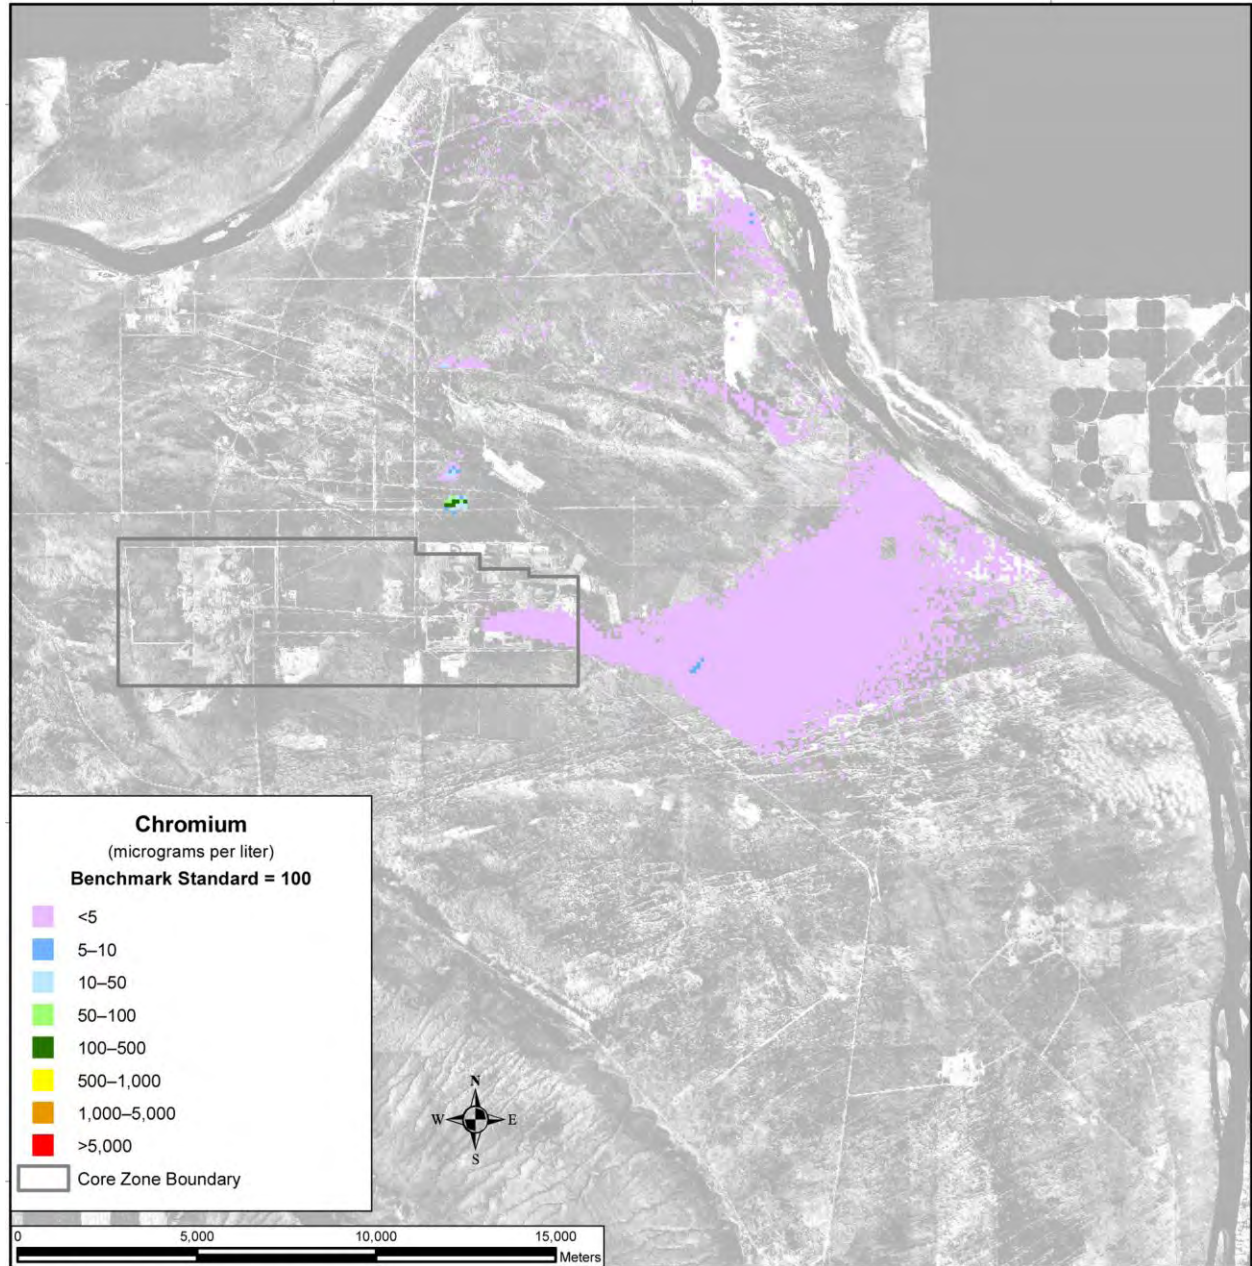 Chromium
(micrograms per liter)
Benchmark Standard = 100
<5
5–10
10–50
50–100
100–500
500–1,000
1,000–5,000
>5,000
Core Zone Boundary
N
W E
S
0 5,000 10,000 15,000
Meters